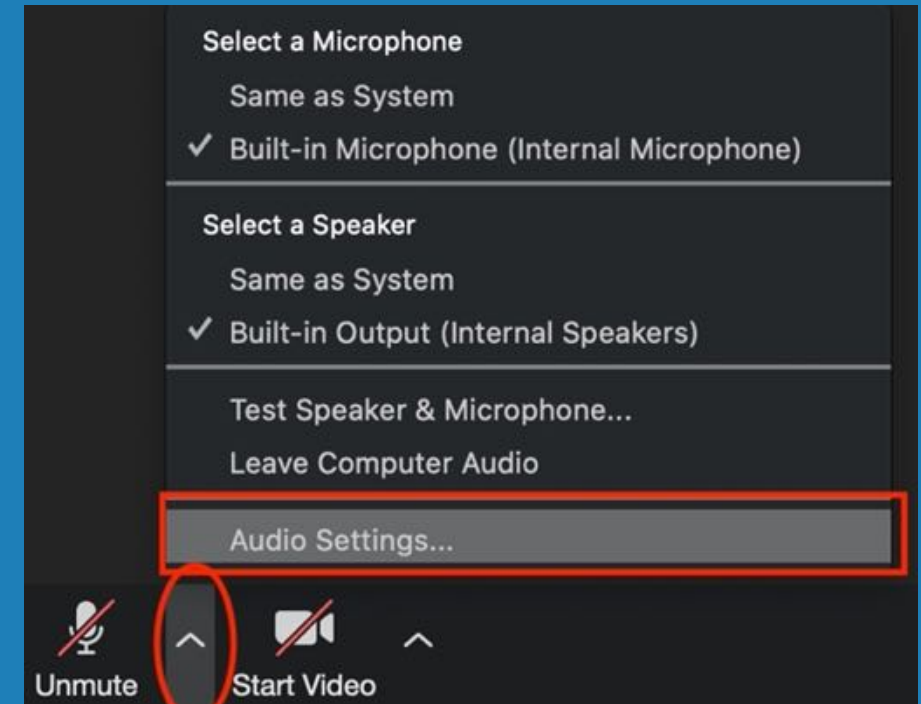 Select a Microphone
Same as System
Built-in Microphone (Internal Microphone)
Select a Speaker
Same as System
Built-in Output (Internal Speakers)
Test Speaker & Microphone...
Leave Computer Audio
Audio Settings...
Unmute
Start Video